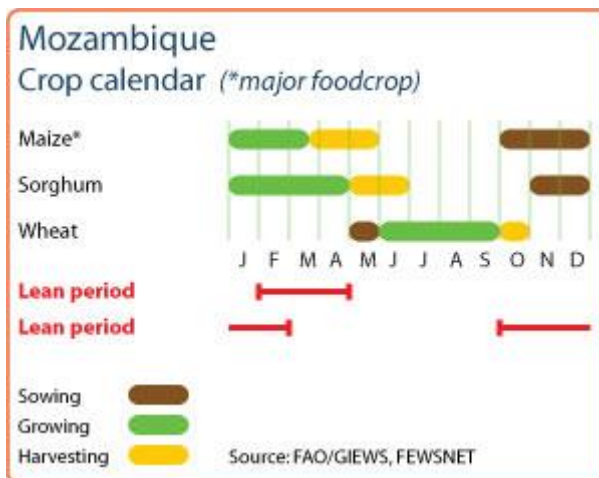 Mozambique
Crop calendar (*major foodcrop)
Maize*
Sorghum
Wheat
J F M A M J J A S O N D
Lean period
Lean period
Sowing
Growing
Harvesting Source: FAO/GIEWS, FEWSNET